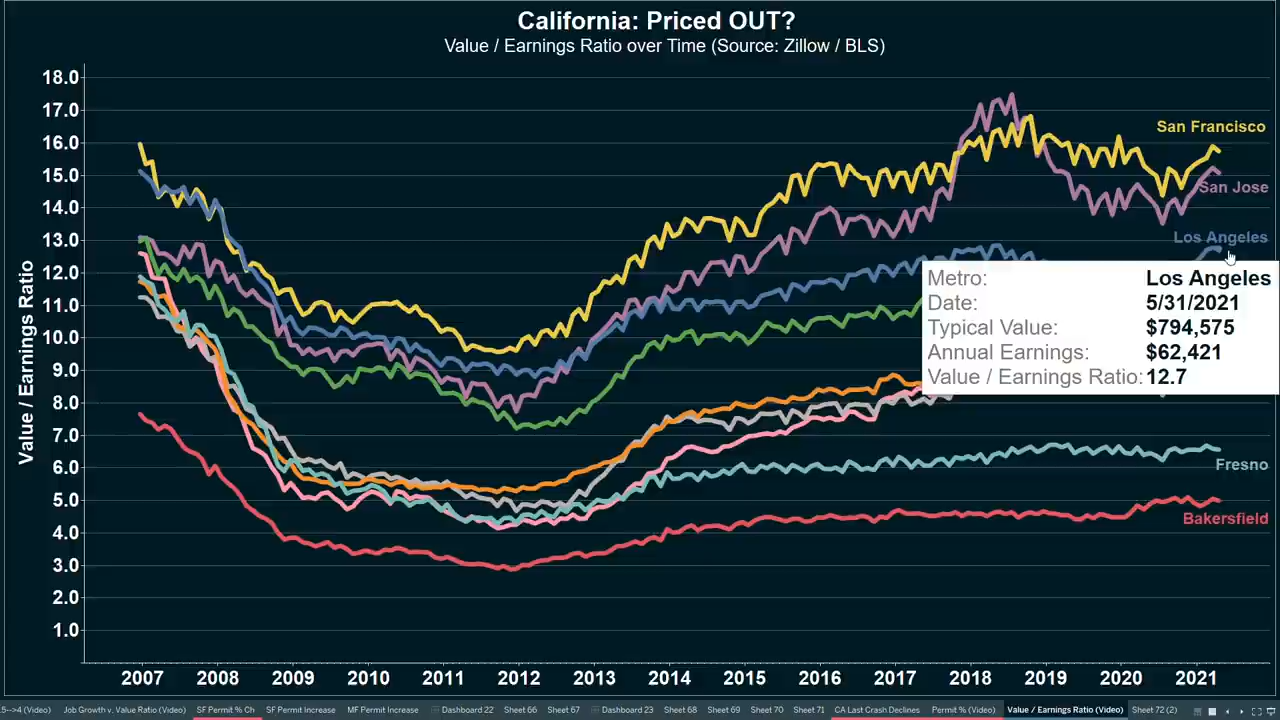 California: Priced OUT?
Value / Earnings Ratio over Time (Source: Zillow / BLS)
Value / Earnings Ratio
18.0
17.0
16.0
15.0
14.0
13.0
12.0
11.0
10.0
9.0
8.0
7.0
6.0
5.0
4.0
3.0
2.0
1.0
San Francisco
San Jose
Los Angeles
Metro: Los Angeles
Date: 5/31/2021
Typical Value: $794,575
Annual Earnings: $62,421
Value / Earnings Ratio: 12.7
Fresno
Bakersfield
2007 2008 2009 2010 2011 2012 2013 2014 2015 2016 2017 2018 2019 2020 2021
5-->4 (Video) Job Growth v. Value Ratio (Video) SF Permit % Ch SF Permit Increase MF Permit Increase Dashboard 22 Sheet 66 Sheet 67 Dashboard 23 Sheet 68 Sheet 69 Sheet 70 Sheet 71 CA Last Crash Declines Permit % (Video) Value / Earnings Ratio (Video) Sheet 72 (2)